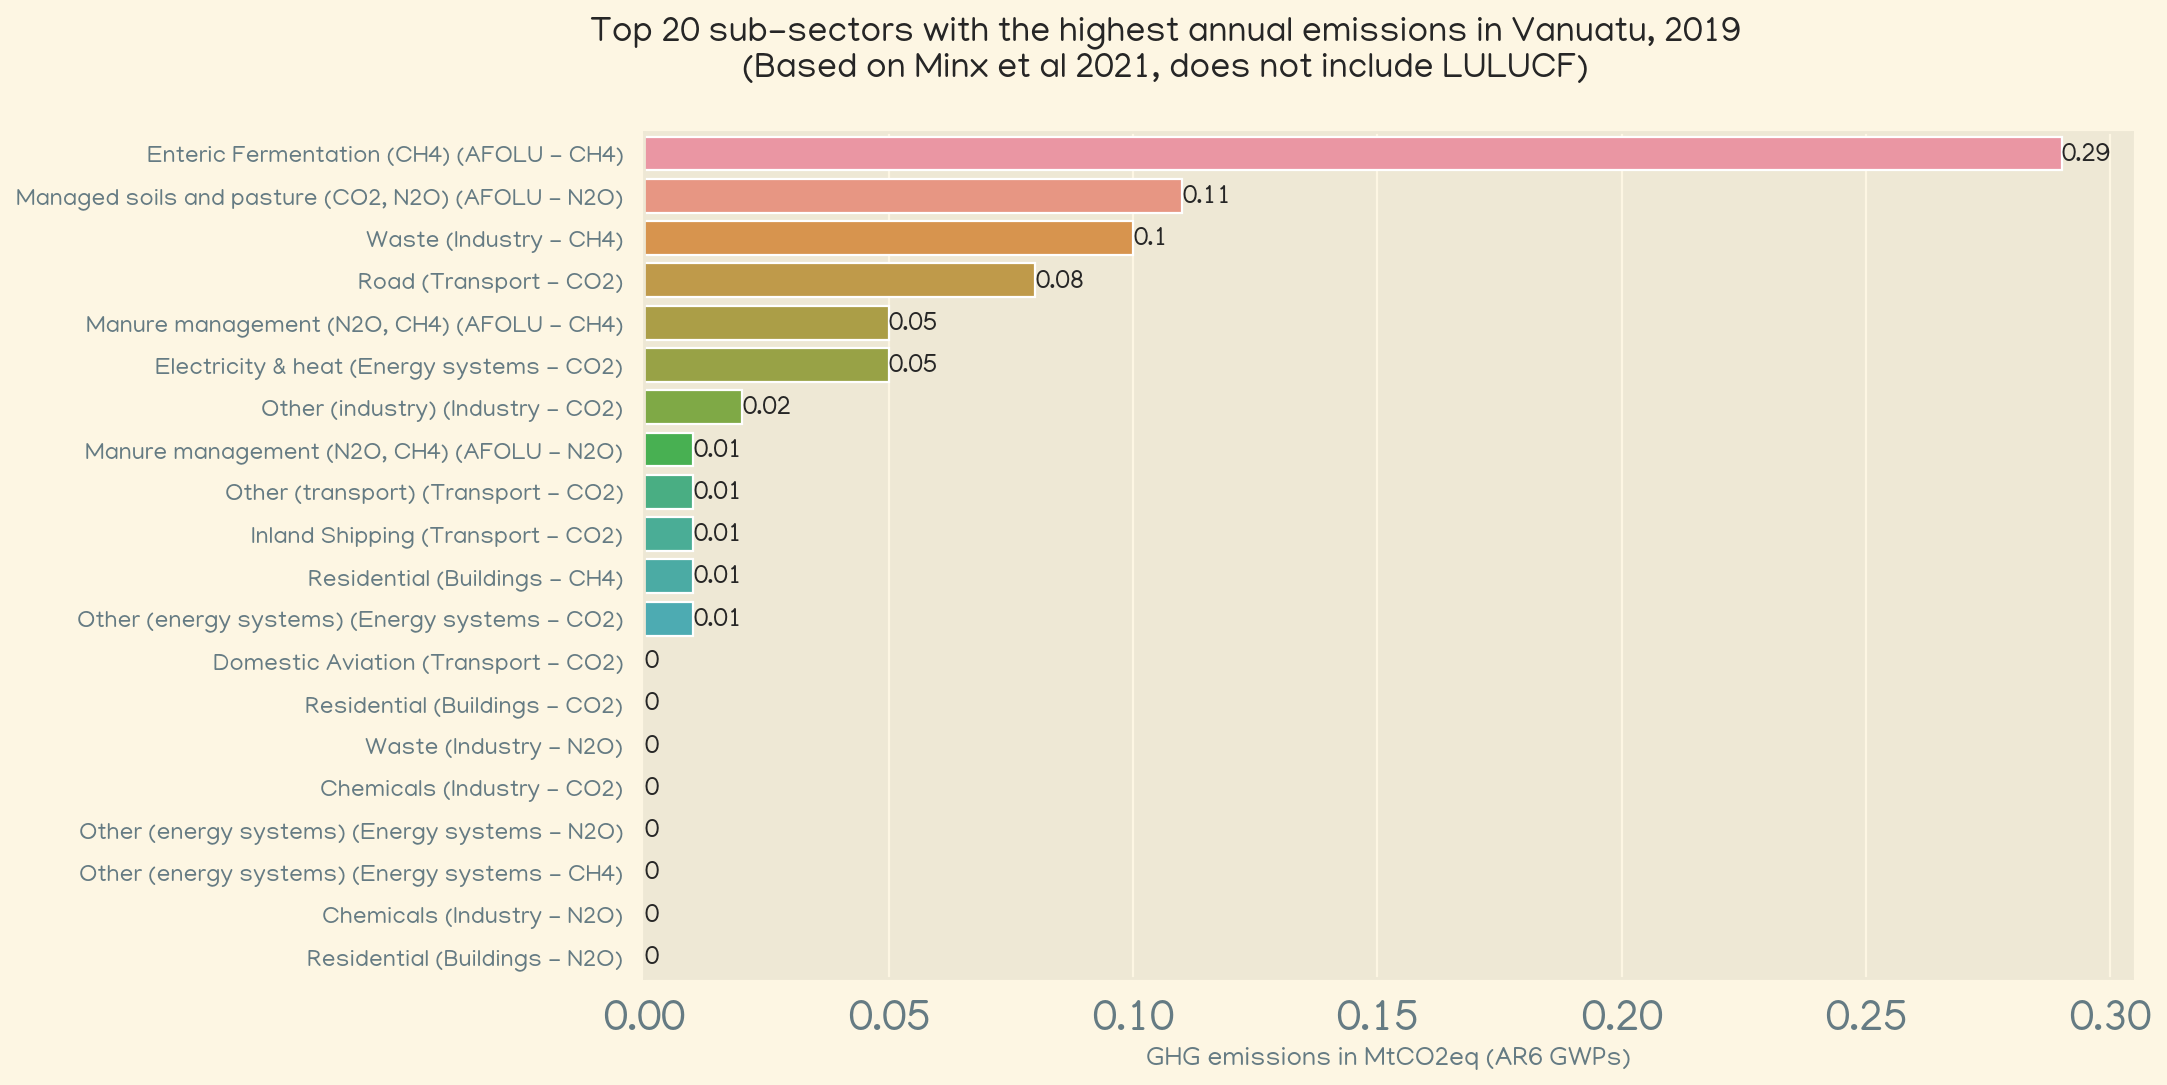 Top 20 sub-sectors with the highest annual emissions in Vanuatu, 2019
(Based on Minx et al 2021, does not include LULUCF)
Enteric Fermentation (CH4) (AFOLU - CH4) 0.29
Managed soils and pasture (CO2, N2O) (AFOLU - N2O) 0.11
Waste (Industry - CH4) 0.1
Road (Transport - CO2) 0.08
Manure management (N2O, CH4) (AFOLU - CH4) 0.05
Electricity & heat (Energy systems - CO2) 0.05
Other (industry) (Industry - CO2) 0.02
Manure management (N2O, CH4) (AFOLU - N2O) 0.01
Other (transport) (Transport - CO2) 0.01
Inland Shipping (Transport - CO2) 0.01
Residential (Buildings - CH4) 0.01
Other (energy systems) (Energy systems - CO2) 0.01
Domestic Aviation (Transport - CO2) 0
Residential (Buildings - CO2) 0
Waste (Industry - N2O) 0
Chemicals (Industry - CO2) 0
Other (energy systems) (Energy systems - N2O) 0
Other (energy systems) (Energy systems - CH4) 0
Chemicals (Industry - N2O) 0
Residential (Buildings - N2O) 0
0.00 0.05 0.10 0.15 0.20 0.25 0.30
GHG emissions in MtCO2eq (AR6 GWPs)